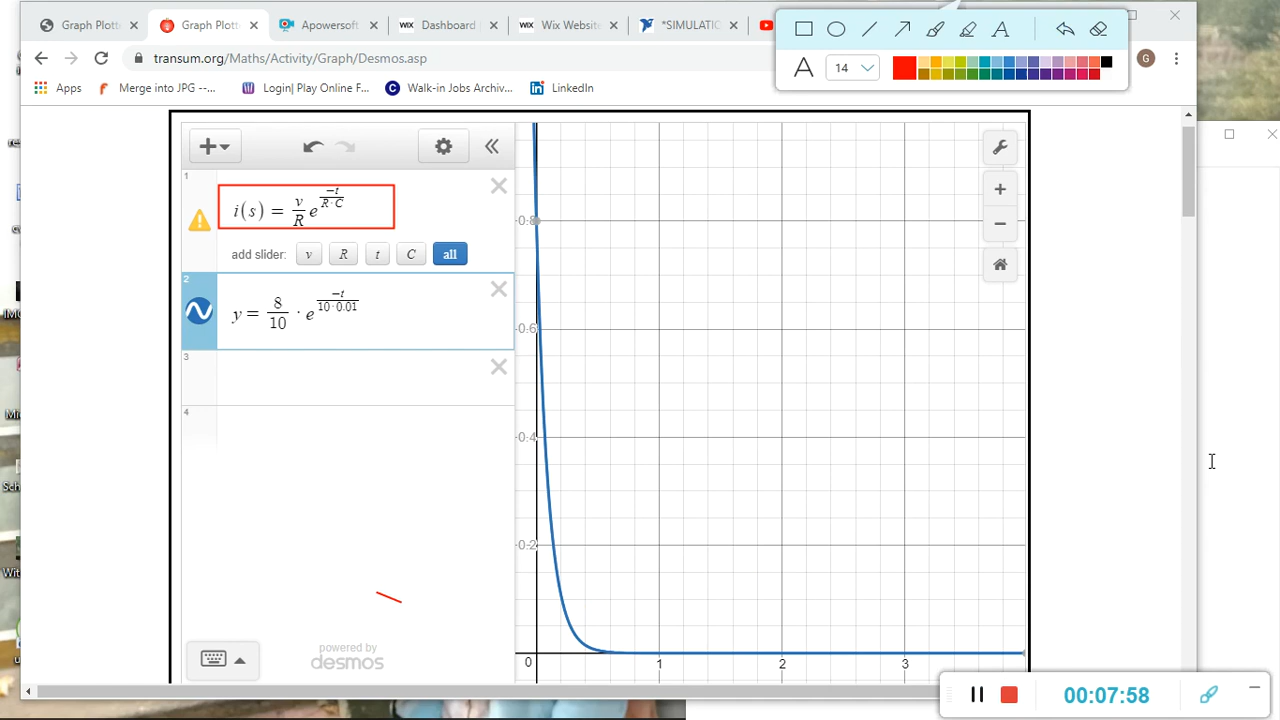 Graph Plott
Graph Plott
Apowersoft
WIX Dashboard
WIX Wix Website
*SIMULATIC
transum.org/Maths/Activity/Graph/Desmos.asp
G
Apps
Merge into JPG --...
Login| Play Online F...
Walk-in Jobs Archiv...
LinkedIn
A 14
1
i(s) = v/R e^(-t/(R·C))
add slider: v R t C all
2
y = 8/10 · e^(-t/(10·0.01))
3
4
0.8
0.6
0.4
0.2
0 1 2 3
powered by
desmos
00:07:58